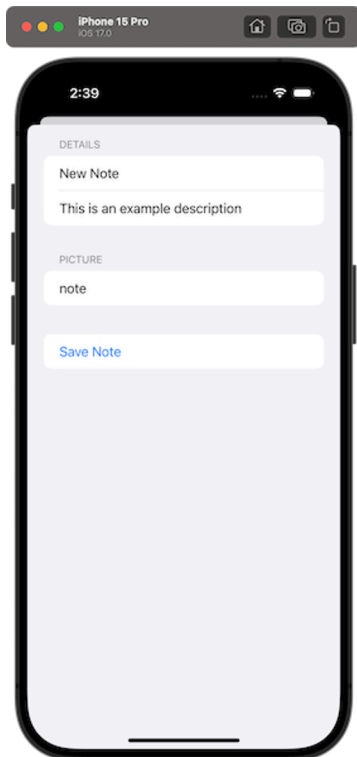 iPhone 15 Pro
iOS 17.0
2:39
DETAILS
New Note
This is an example description
PICTURE
note
Save Note